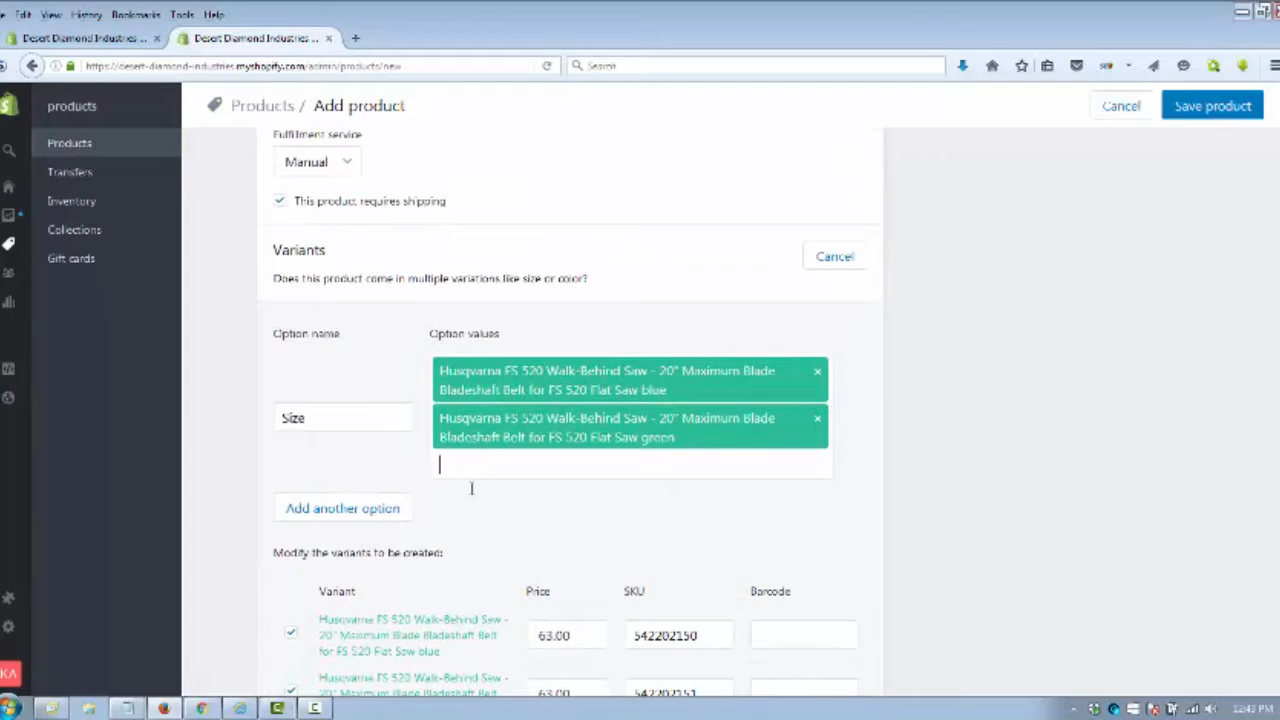 Edit View History Bookmarks Tools Help
Desert Diamond Industries ... × Desert Diamond Industries ... × +
https://desert-diamond-industries.myshopify.com/admin/products/new Search
products Products / Add product Cancel Save product
Products
Transfers
Inventory
Collections
Gift cards
Fulfillment service
Manual
This product requires shipping
Variants Cancel
Does this product come in multiple variations like size or color?
Option name Option values
Husqvarna FS 520 Walk-Behind Saw - 20" Maximum Blade ×
Bladeshaft Belt for FS 520 Flat Saw blue
Size
Husqvarna FS 520 Walk-Behind Saw - 20" Maximum Blade ×
Bladeshaft Belt for FS 520 Flat Saw green
Add another option
Modify the variants to be created:
Variant Price SKU Barcode
Husqvarna FS 520 Walk-Behind Saw -
20" Maximum Blade Bladeshaft Belt 63.00 542202150
for FS 520 Flat Saw blue
Husqvarna FS 520 Walk-Behind Saw -
20" Maximum Blade Bladeshaft Belt 63.00 542202151
KA
12:43 PM